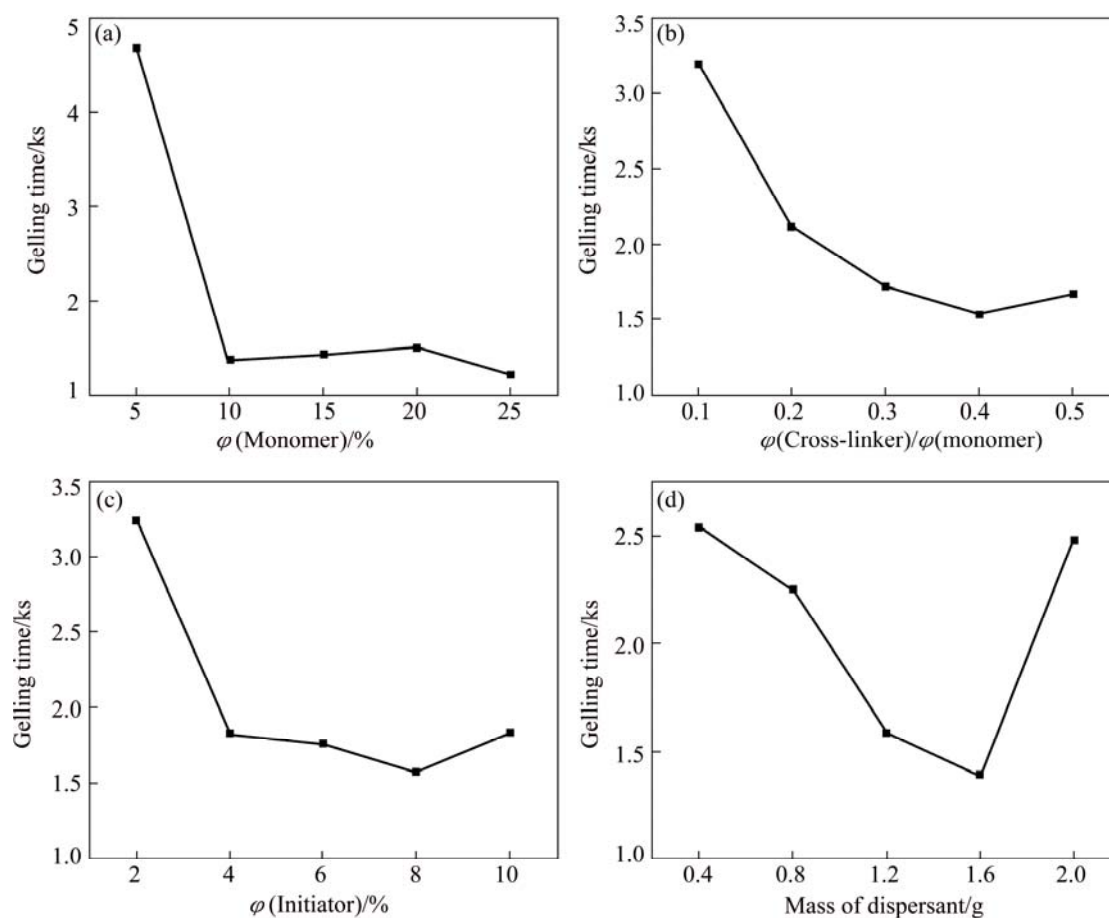 (a)
5
4
3
2
1
Gelling time/ks
5 10 15 20 25
φ(Monomer)/%
(b)
3.5
3.0
2.5
2.0
1.5
1.0
Gelling time/ks
0.1 0.2 0.3 0.4 0.5
φ(Cross-linker)/φ(monomer)
(c)
3.5
3.0
2.5
2.0
1.5
1.0
Gelling time/ks
2 4 6 8 10
φ(Initiator)/%
(d)
2.5
2.0
1.5
1.0
Gelling time/ks
0.4 0.8 1.2 1.6 2.0
Mass of dispersant/g